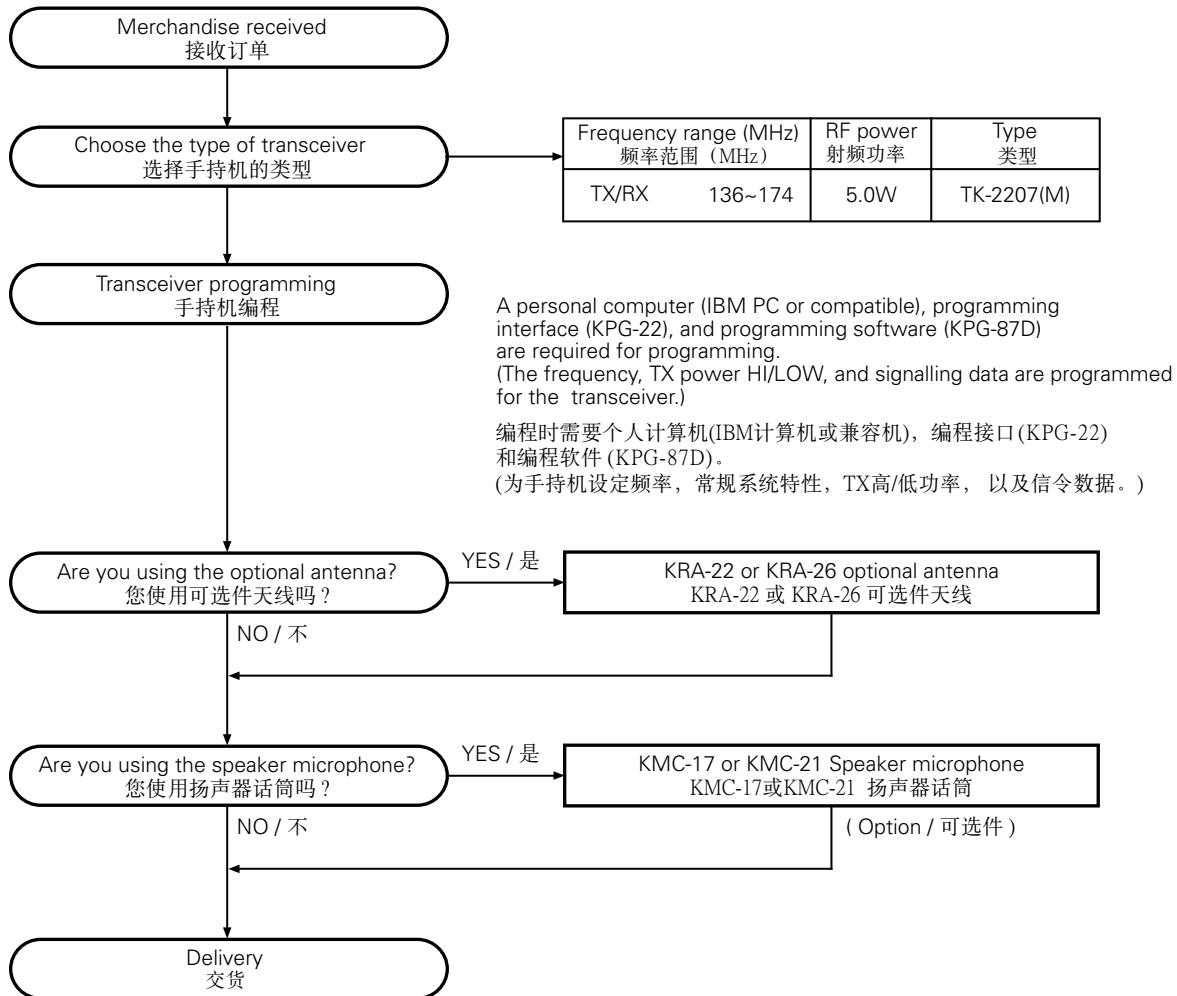 Merchandise received
接收订单
Choose the type of transceiver
选择手持机的类型
Frequency range (MHz) RF power Type
频率范围（MHz） 射频功率 类型
TX/RX 136~174 5.0W TK-2207(M)
Transceiver programming
手持机编程
A personal computer (IBM PC or compatible), programming
interface (KPG-22), and programming software (KPG-87D)
are required for programming.
(The frequency, TX power HI/LOW, and signalling data are programmed
for the transceiver.)
编程时需要个人计算机(IBM计算机或兼容机)，编程接口(KPG-22)
和编程软件(KPG-87D)。
(为手持机设定频率，常规系统特性，TX高/低功率， 以及信令数据。)
Are you using the optional antenna?
您使用可选件天线吗？
YES / 是
KRA-22 or KRA-26 optional antenna
KRA-22 或 KRA-26 可选件天线
NO / 不
Are you using the speaker microphone?
您使用扬声器话筒吗？
YES / 是
KMC-17 or KMC-21 Speaker microphone
KMC-17或KMC-21 扬声器话筒
NO / 不
( Option / 可选件 )
Delivery
交货